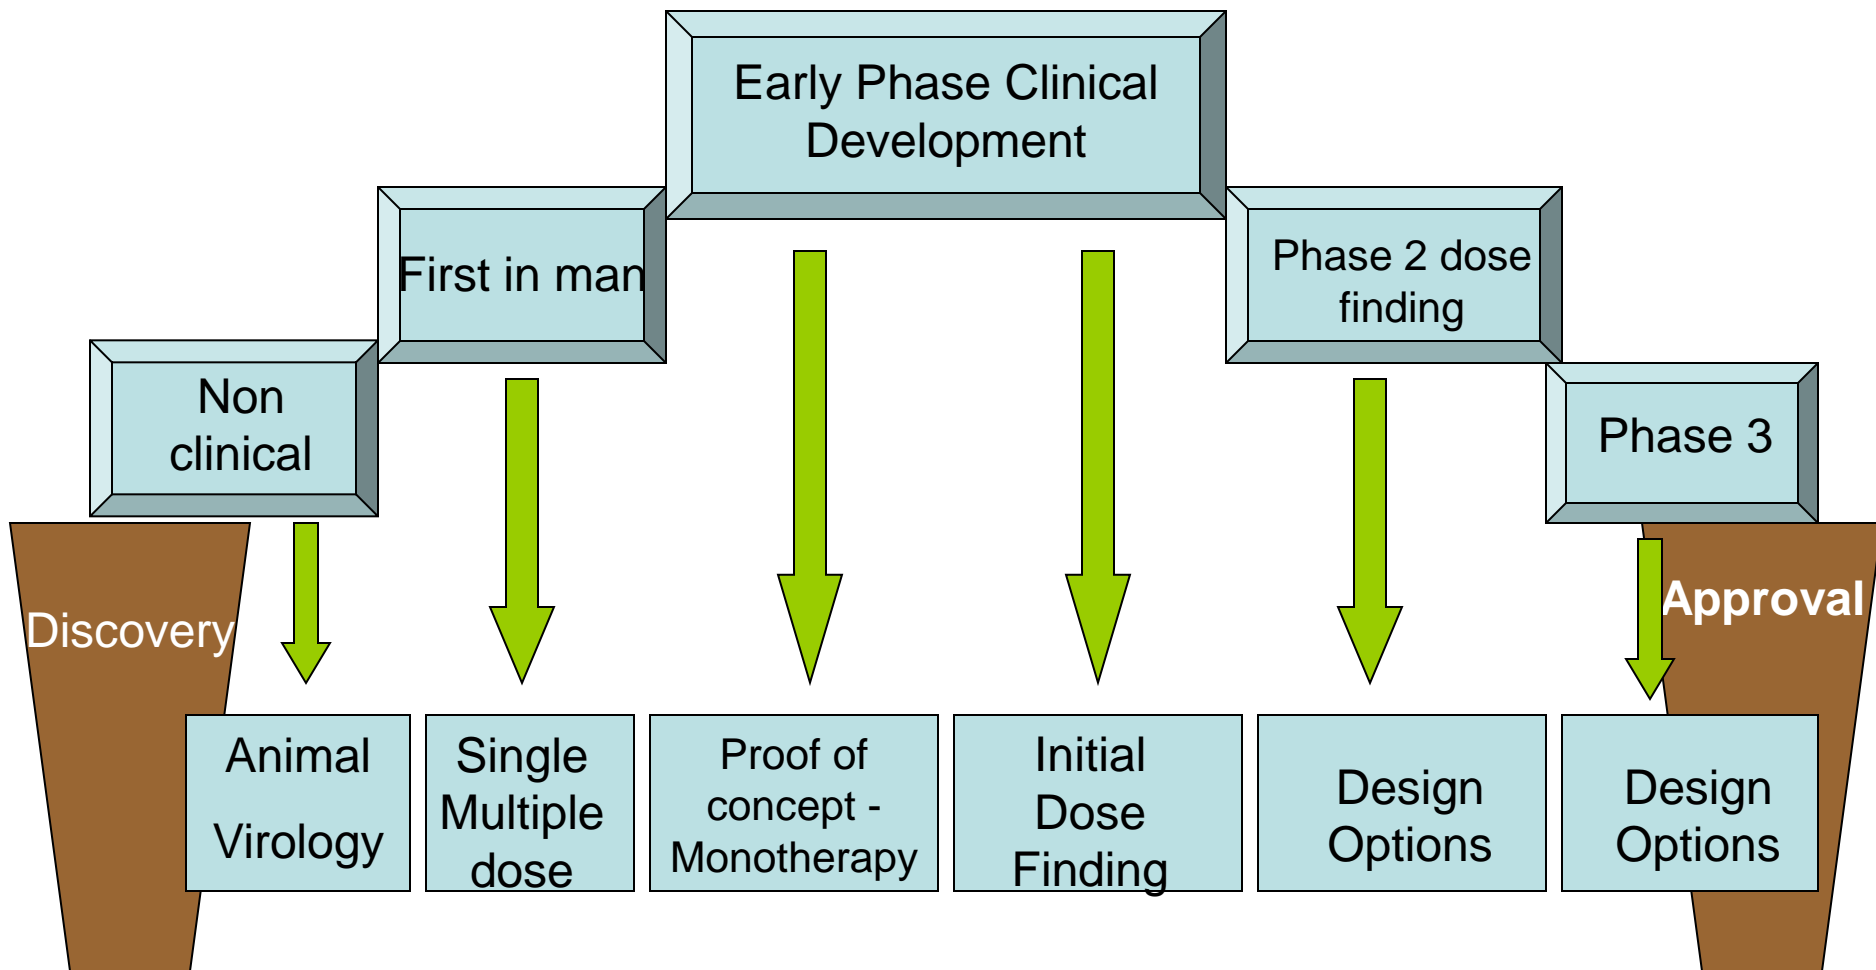 Early Phase Clinical
Development
First in man
Phase 2 dose
finding
Non
clinical
Phase 3
Discovery
Approval
Animal
Virology
Single
Multiple
dose
Proof of
concept -
Monotherapy
Initial
Dose
Finding
Design
Options
Design
Options